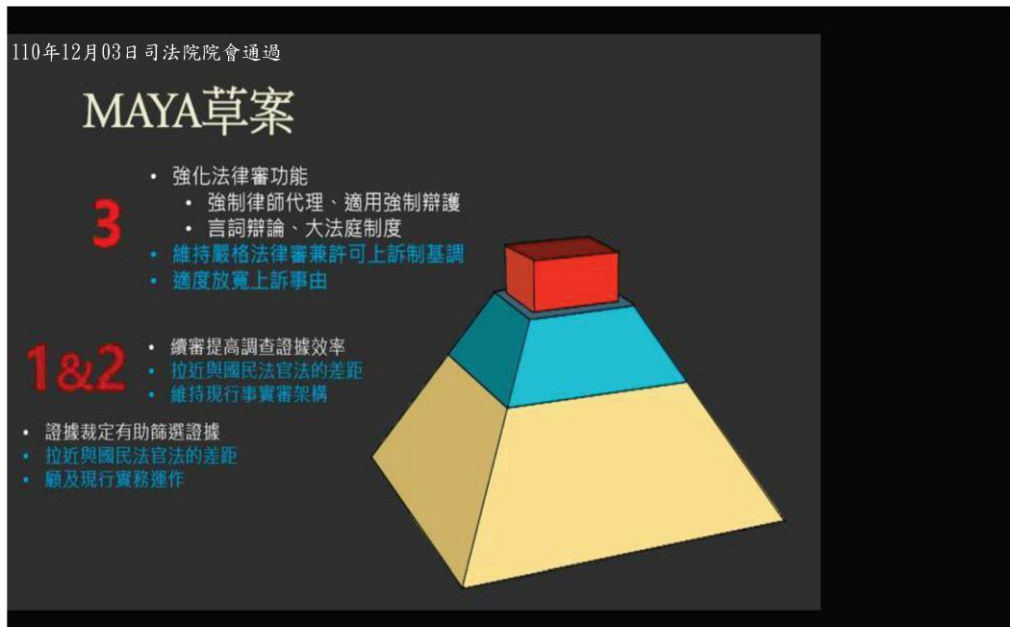 110年12月03日司法院院會通過
MAYA草案
3
• 強化法律審功能
• 強制律師代理、適用強制辯護
• 言詞辯論、大法庭制度
• 維持嚴格法律審兼許可上訴制基調
• 適度放寬上訴事由
1&2
• 續審提高調查證據效率
• 拉近與國民法官法的差距
• 維持現行事實審架構
• 證據裁定有助篩選證據
• 拉近與國民法官法的差距
• 顧及現行實務運作